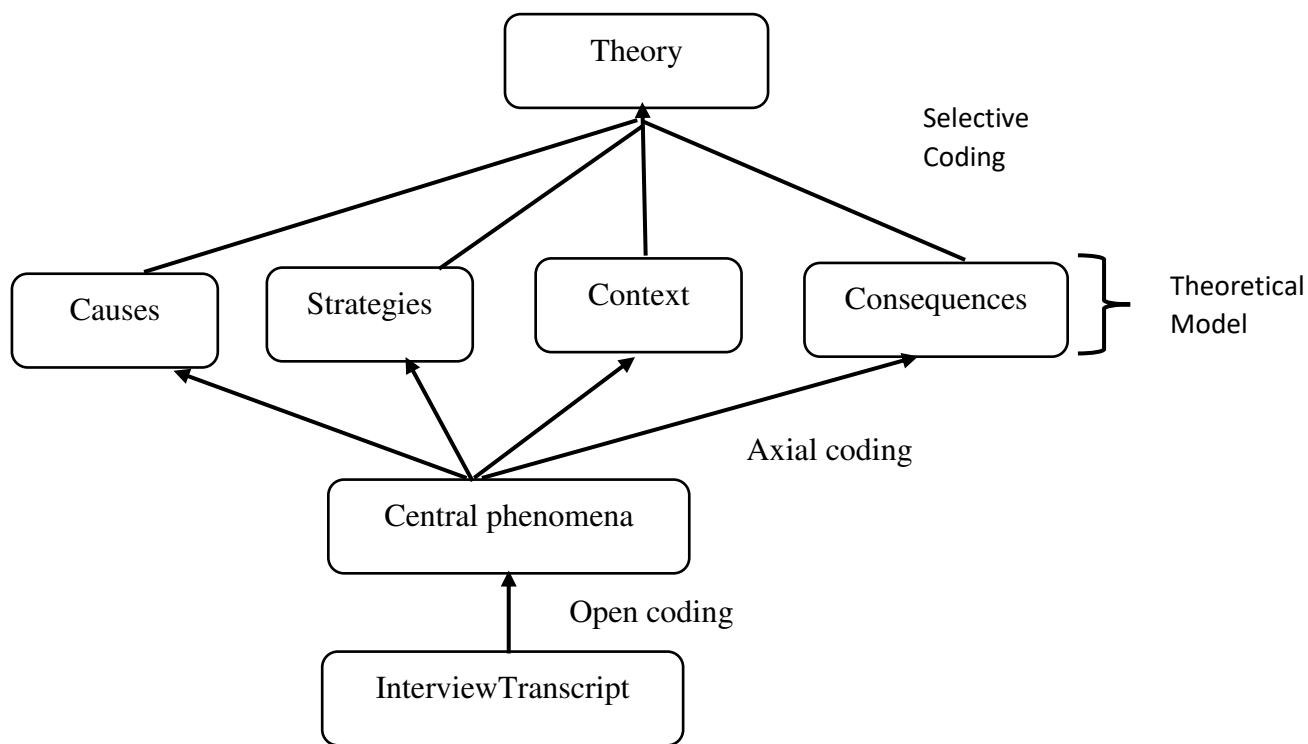 Theory
Selective
Coding
Causes
Strategies
Context
Consequences
Theoretical
Model
Axial coding
Central phenomena
Open coding
InterviewTranscript